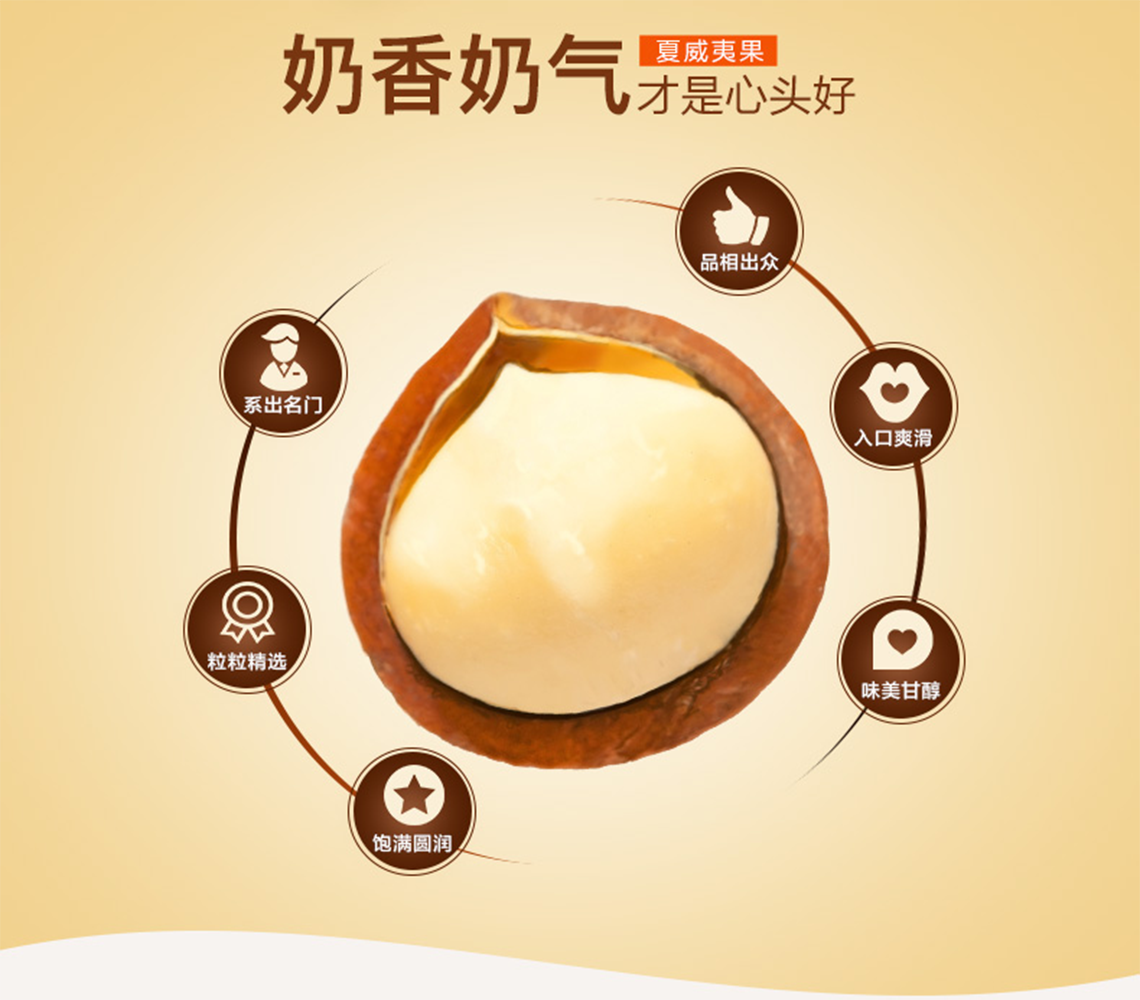 奶香奶气
夏威夷果
才是心头好
品相出众
系出名门
入口爽滑
粒粒精选
味美甘醇
饱满圆润